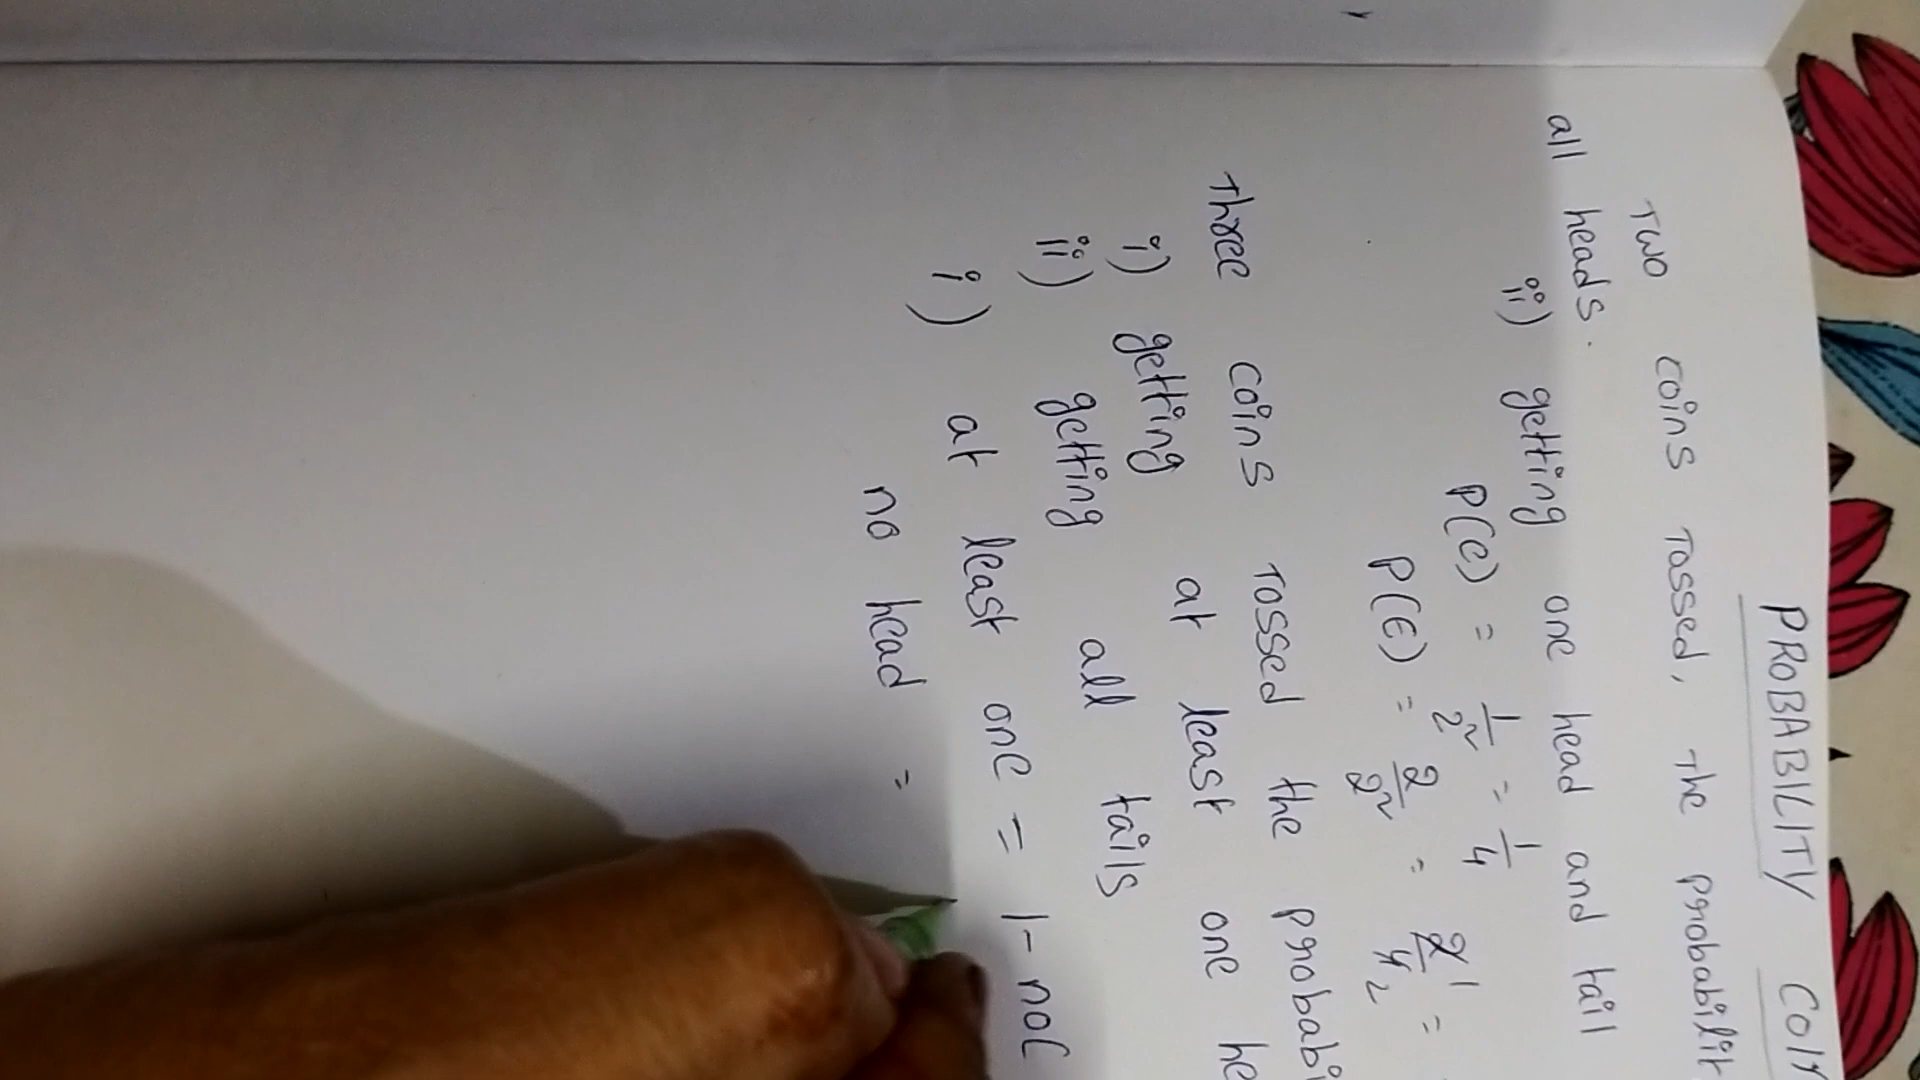 PROBABILITY COIN
Two coins Tossed, The probabilit
all heads.
ii) getting one head and tail
P(e) = 1/2² = 1/4
P(E) = 2/2² = 2/4 1 2 =
Three coins Tossed the probabi
i) getting at least one he
ii) getting all tails
i) at least one = 1-no(
no head =